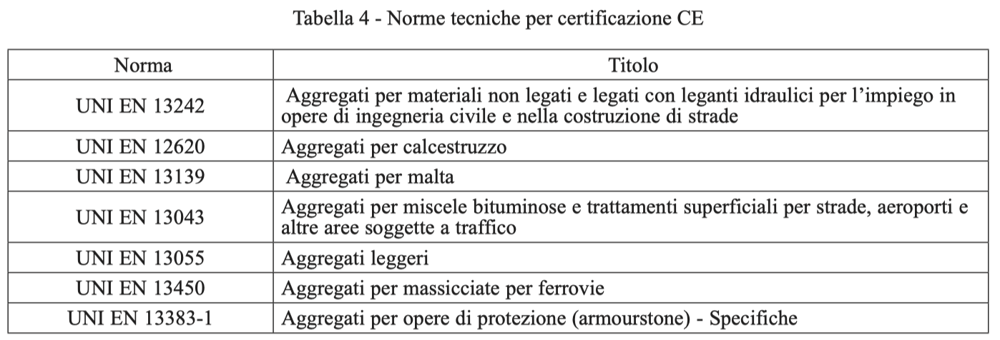 Tabella 4 - Norme tecniche per certificazione CE
Norma Titolo
UNI EN 13242 Aggregati per materiali non legati e legati con leganti idraulici per l’impiego in
opere di ingegneria civile e nella costruzione di strade
UNI EN 12620 Aggregati per calcestruzzo
UNI EN 13139 Aggregati per malta
UNI EN 13043 Aggregati per miscele bituminose e trattamenti superficiali per strade, aeroporti e
altre aree soggette a traffico
UNI EN 13055 Aggregati leggeri
UNI EN 13450 Aggregati per massicciate per ferrovie
UNI EN 13383-1 Aggregati per opere di protezione (armourstone) - Specifiche